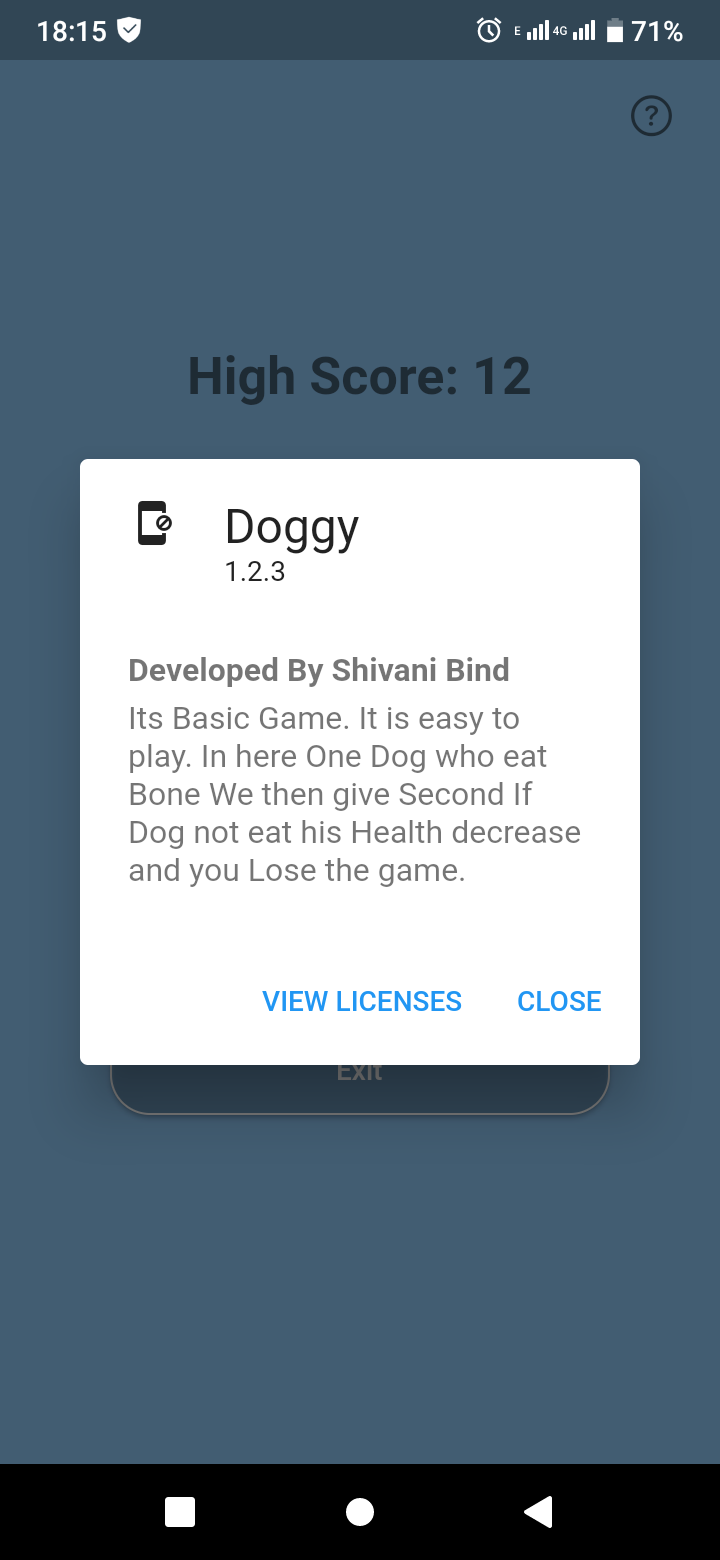 18:15
E 4G 71%
?
High Score: 12
Doggy
1.2.3
Developed By Shivani Bind
Its Basic Game. It is easy to
play. In here One Dog who eat
Bone We then give Second If
Dog not eat his Health decrease
and you Lose the game.
VIEW LICENSES CLOSE
Exit